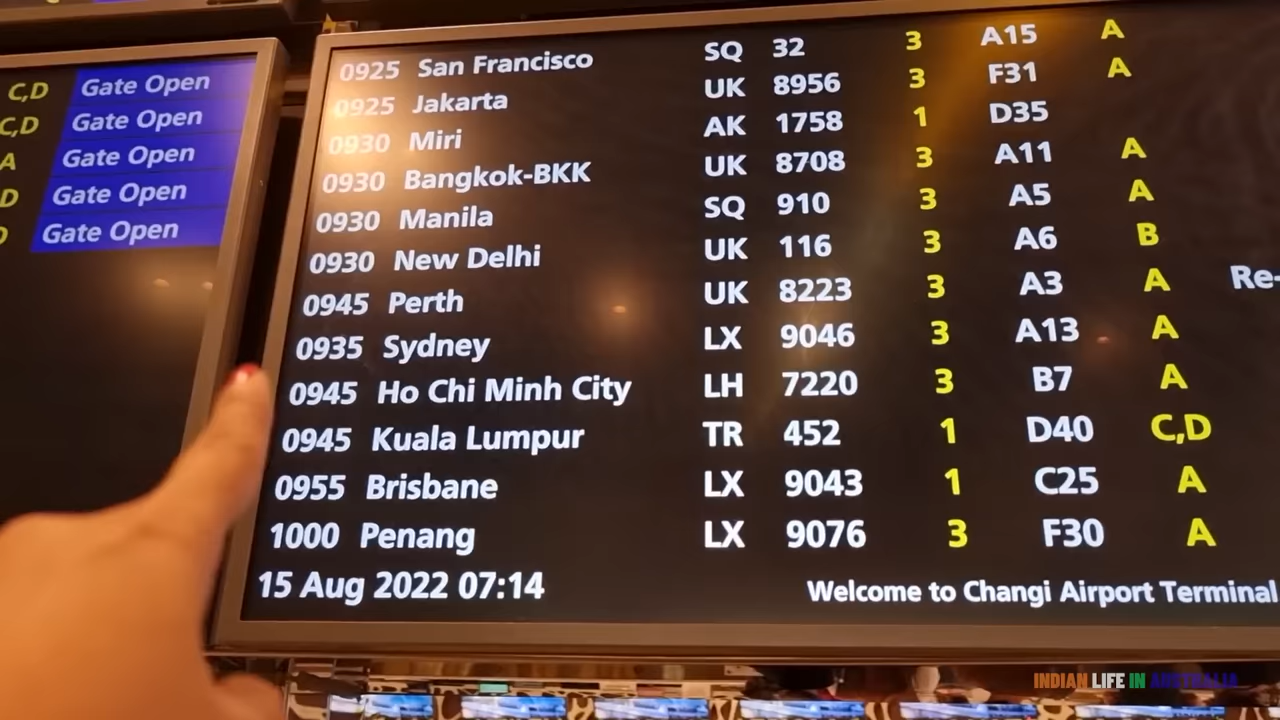 C,D Gate Open
C,D Gate Open
A Gate Open
D Gate Open
D Gate Open
0925 San Francisco SQ 32 3 A15 A
0925 Jakarta UK 8956 3 F31 A
0930 Miri AK 1758 1 D35
0930 Bangkok-BKK UK 8708 3 A11 A
0930 Manila SQ 910 3 A5 A
0930 New Delhi UK 116 3 A6 B
0945 Perth UK 8223 3 A3 A Re-
0935 Sydney LX 9046 3 A13 A
0945 Ho Chi Minh City LH 7220 3 B7 A
0945 Kuala Lumpur TR 452 1 D40 C,D
0955 Brisbane LX 9043 1 C25 A
1000 Penang LX 9076 3 F30 A
15 Aug 2022 07:14 Welcome to Changi Airport Terminal
INDIAN LIFE IN AUSTRALIA